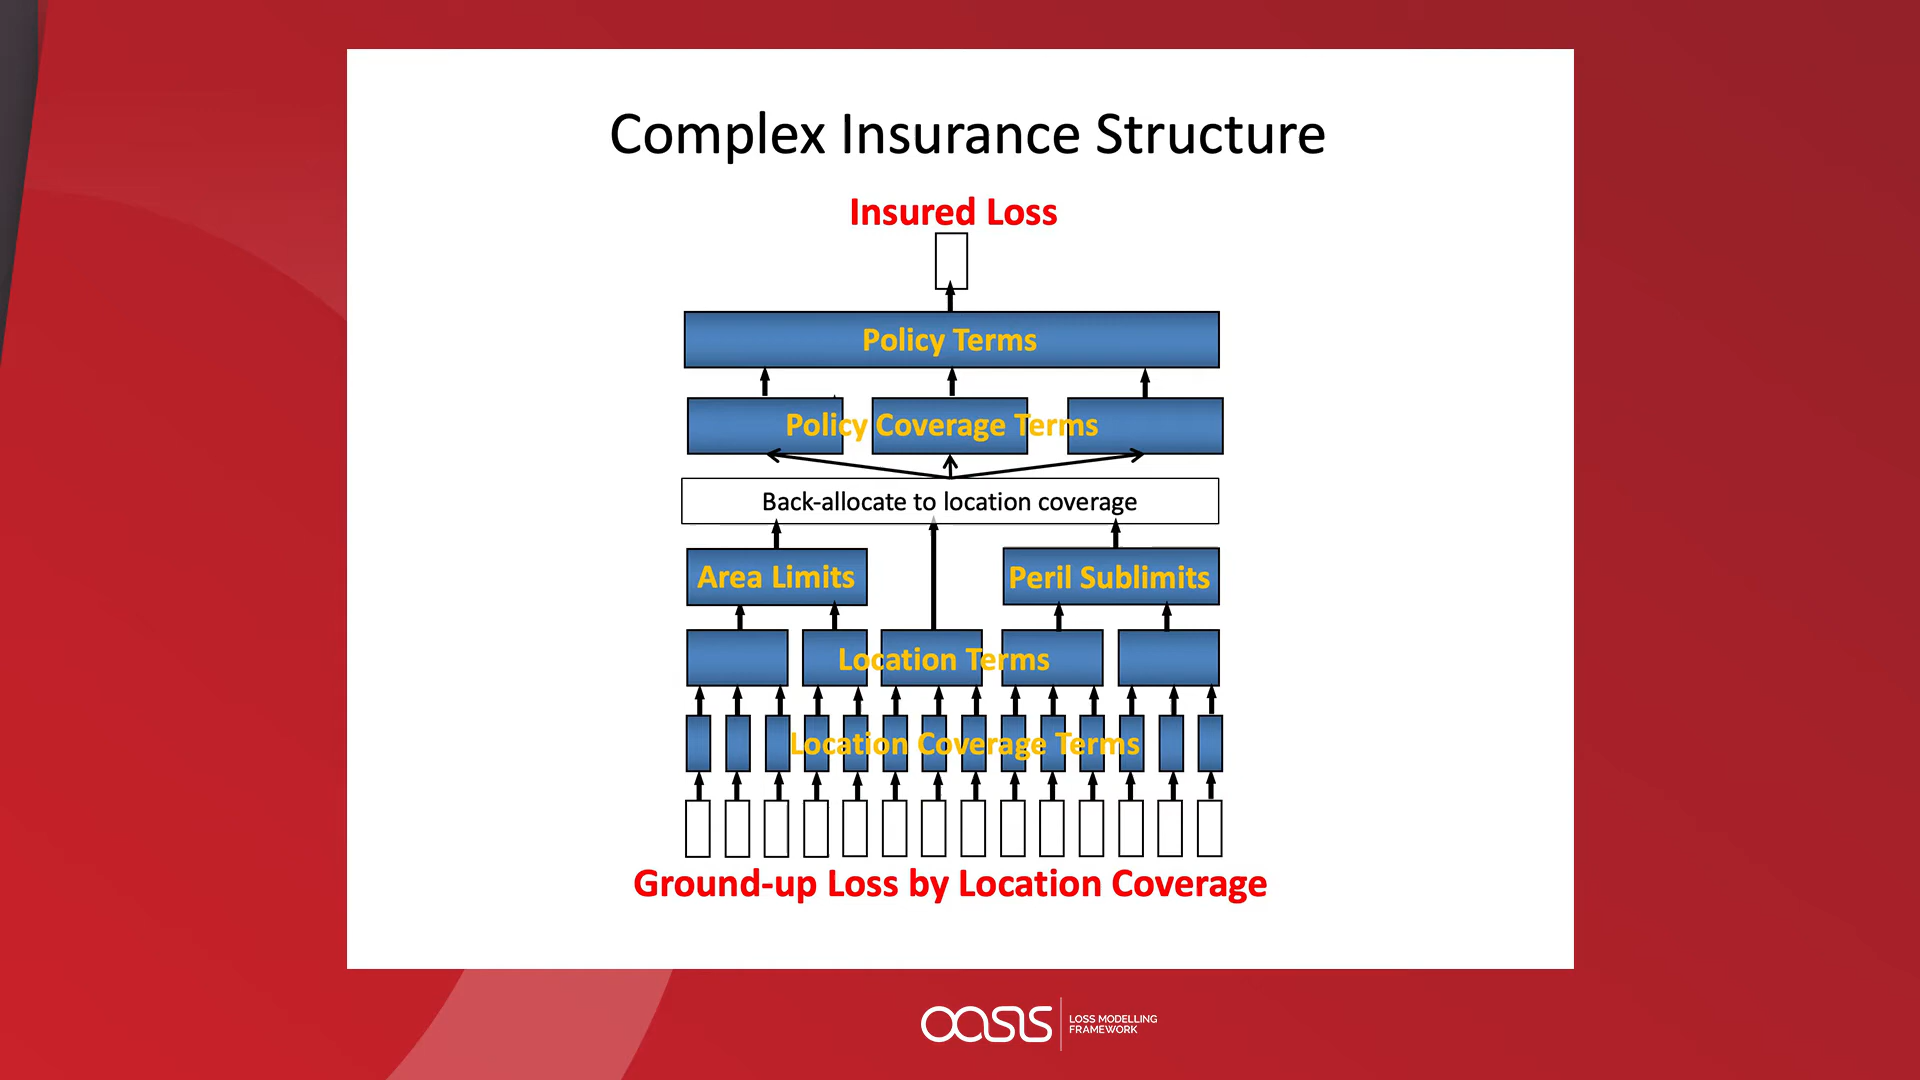 Complex Insurance Structure
Insured Loss
Policy Terms
Policy Coverage Terms
Back-allocate to location coverage
Area Limits
Peril Sublimits
Location Terms
Location Coverage Terms
Ground-up Loss by Location Coverage
oasis
LOSS MODELLING
FRAMEWORK